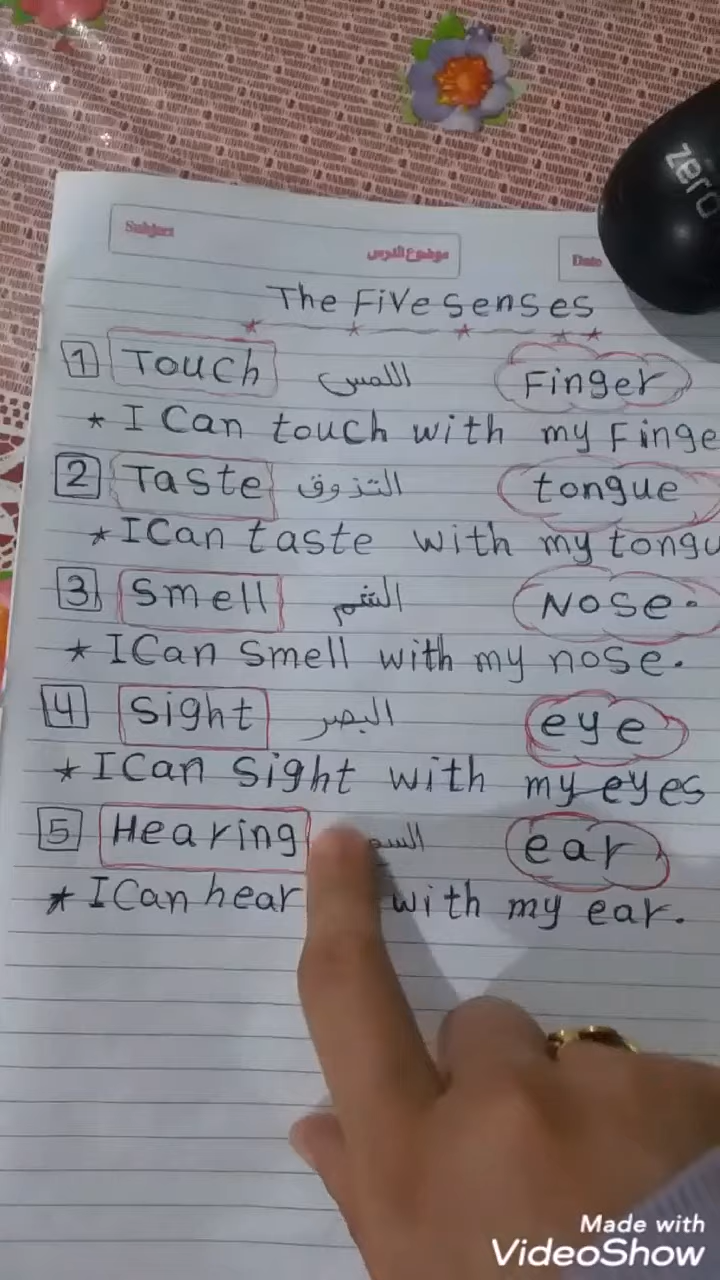 zero
Subject موضوع الدرس Date
The Five senses
1 Touch اللمس Finger
* I Can touch with my Finge
2 Taste التذوق tongue
* I Can taste with my tongu
3 Smell الشم Nose.
* I Can Smell with my nose.
4 Sight البصر eye
* I Can Sight with my eyes
5 Hearing ear
* I Can hear with my ear.
Made with
VideoShow